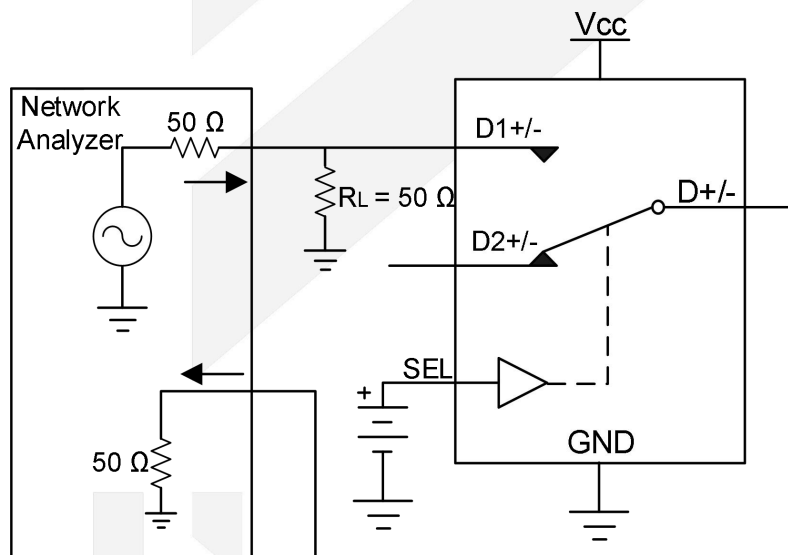 Vcc
Network
Analyzer
50 Ω
D1+/-
RL = 50 Ω
D+/-
D2+/-
SEL
+
50 Ω
GND